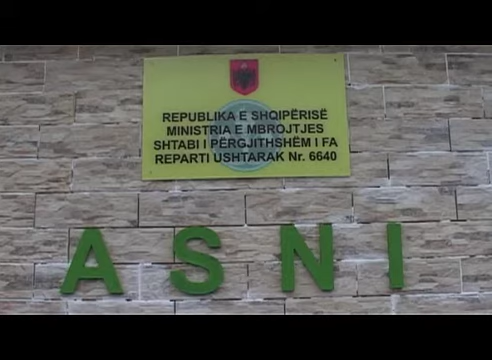 REPUBLIKA E SHQIPËRISË
MINISTRIA E MBROJTJES
SHTABI I PËRGJITHSHËM I FA
REPARTI USHTARAK Nr. 6640
ASNI